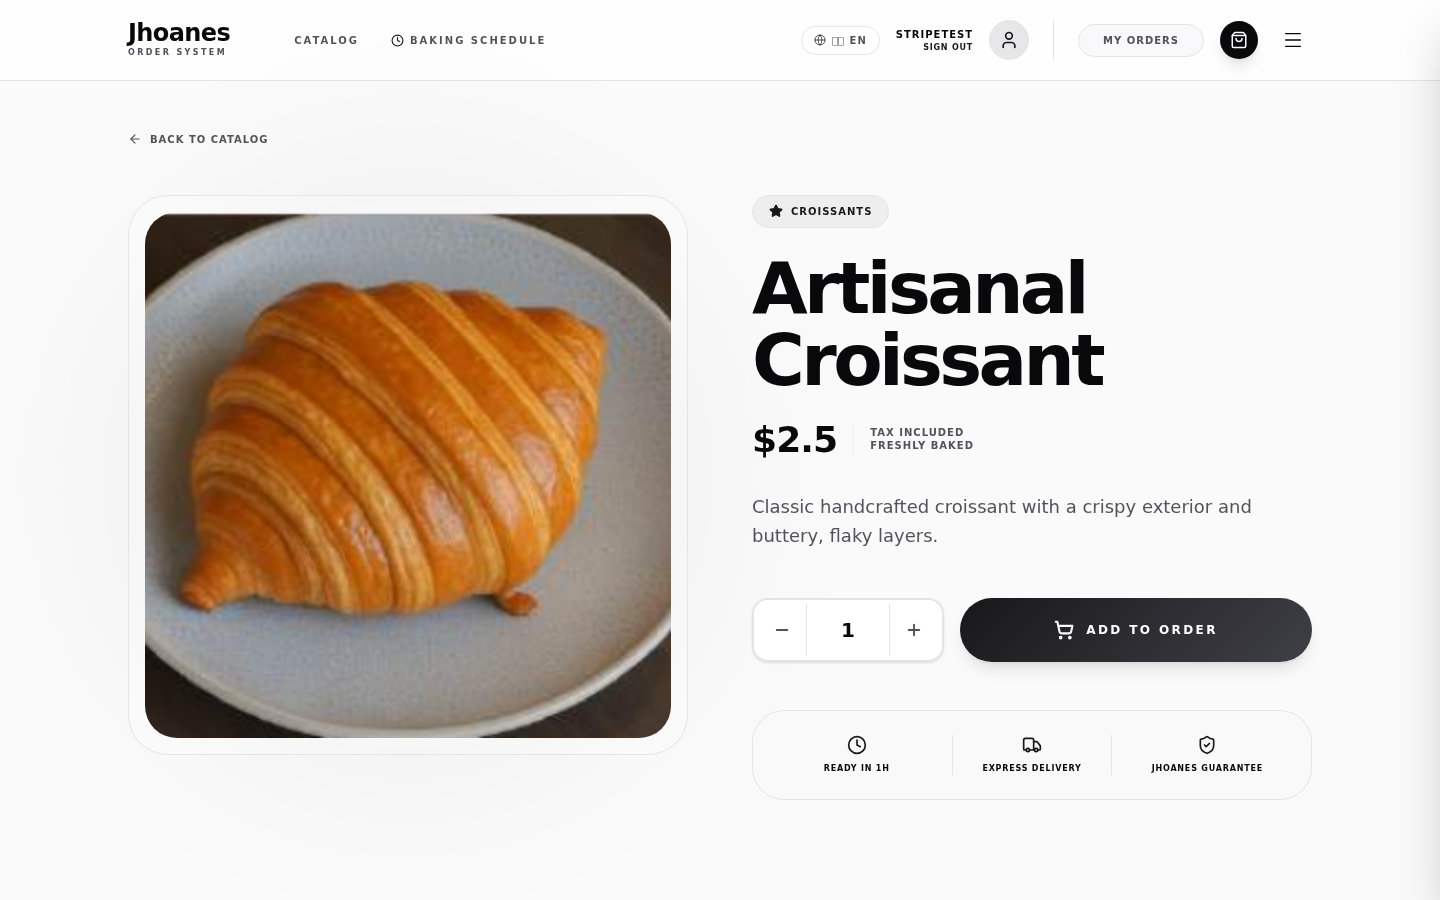 Jhoanes
ORDER SYSTEM
CATALOG
BAKING SCHEDULE
EN
STRIPETEST
SIGN OUT
MY ORDERS
BACK TO CATALOG
CROISSANTS
Artisanal
Croissant
$2.5
TAX INCLUDED
FRESHLY BAKED
Classic handcrafted croissant with a crispy exterior and
buttery, flaky layers.
1
ADD TO ORDER
READY IN 1H
EXPRESS DELIVERY
JHOANES GUARANTEE